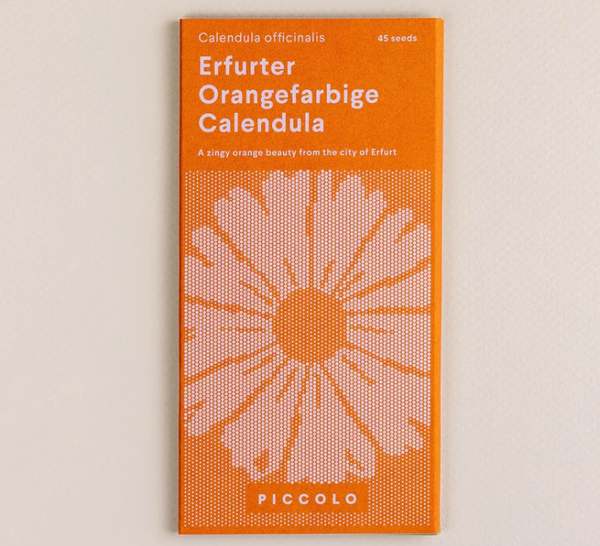 Calendula officinalis 45 seeds
Erfurter
Orangefarbige
Calendula
A zingy orange beauty from the city of Erfurt
PICCOLO